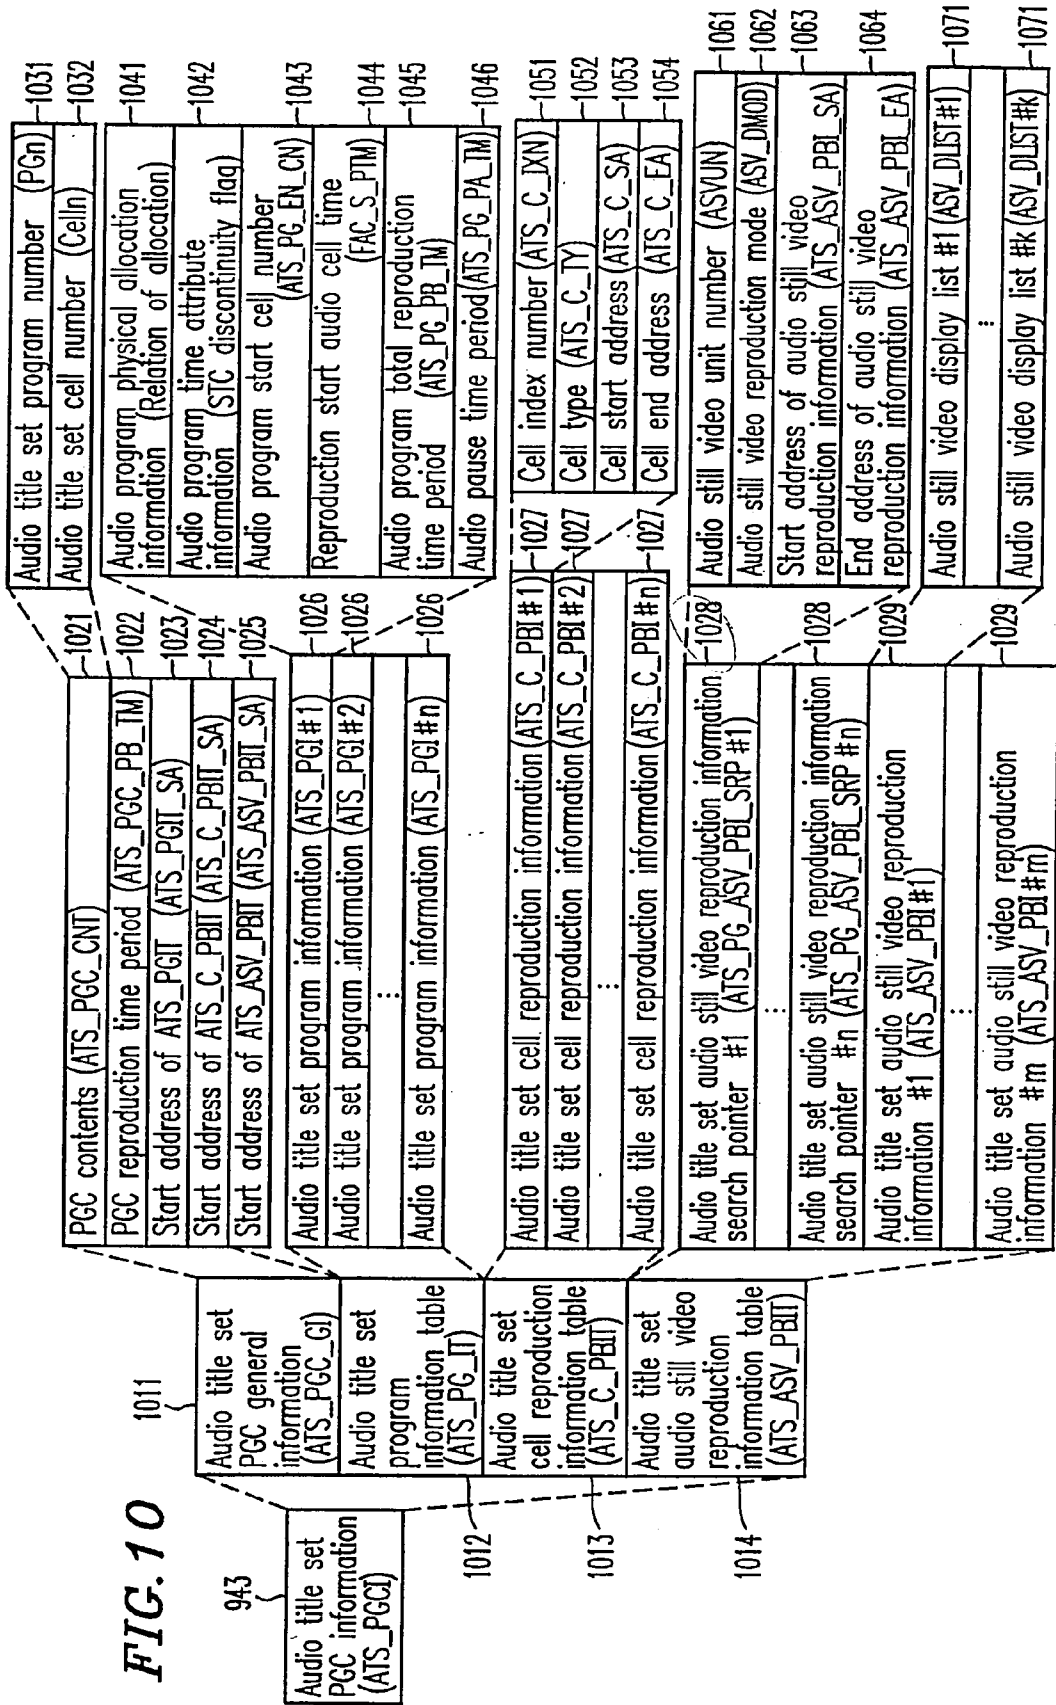 FIG. 10
943
Audio title set
PGC information
(ATS_PGCI)
1011
Audio title set
PGC general
information
(ATS_PGC_GI)
Audio title set
program
information table
(ATS_PG_IT)
1012
Audio title set
cell reproduction
information table
(ATS_C_PBIT)
1013
Audio title set
audio still video
reproduction
information table
(ATS_ASV_PBIT)
1014
PGC contents (ATS_PGC_CNT) 1021
PGC reproduction time period (ATS_PGC_PB_TM) 1022
Start address of ATS_PGIT (ATS_PGIT_SA) 1023
Start address of ATS_C_PBIT (ATS_C_PBIT_SA) 1024
Start address of ATS_ASV_PBIT (ATS_ASV_PBIT_SA) 1025
Audio title set program information (ATS_PGI#1) 1026
Audio title set program information (ATS_PGI#2) 1026
...
Audio title set program information (ATS_PGI#n) 1026
Audio title set cell reproduction information (ATS_C_PBI#1) 1027
Audio title set cell reproduction information (ATS_C_PBI#2) 1027
...
Audio title set cell reproduction information (ATS_C_PBI#n) 1027
Audio title set audio still video reproduction information
search pointer #1 (ATS_PG_ASV_PBI_SRP#1) 1028
...
Audio title set audio still video reproduction information
search pointer #n (ATS_PG_ASV_PBI_SRP#n) 1028
Audio title set audio still video reproduction
information #1 (ATS_ASV_PBI#1) 1029
...
Audio title set audio still video reproduction
information #m (ATS_ASV_PBI#m) 1029
Audio title set program number (PGn) 1031
Audio title set cell number (Celln) 1032
Audio program physical allocation
information (Relation of allocation) 1041
Audio program time attribute
information (STC discontinuity flag) 1042
Audio program start cell number
(ATS_PG_EN_CN) 1043
Reproduction start audio cell time
(FAC_S_PTM) 1044
Audio program total reproduction
time period (ATS_PG_PB_TM) 1045
Audio pause time period (ATS_PG_PA_TM) 1046
Cell index number (ATS_C_IXN) 1051
Cell type (ATS_C_TY) 1052
Cell start address (ATS_C_SA) 1053
Cell end address (ATS_C_EA) 1054
Audio still video unit number (ASVUN) 1061
Audio still video reproduction mode (ASV_DMOD) 1062
Start address of audio still video
reproduction information (ATS_ASV_PBI_SA) 1063
End address of audio still video
reproduction information (ATS_ASV_PBI_EA) 1064
Audio still video display list #1 (ASV_DLIST#1) 1071
...
Audio still video display list #k (ASV_DLIST#k) 1071